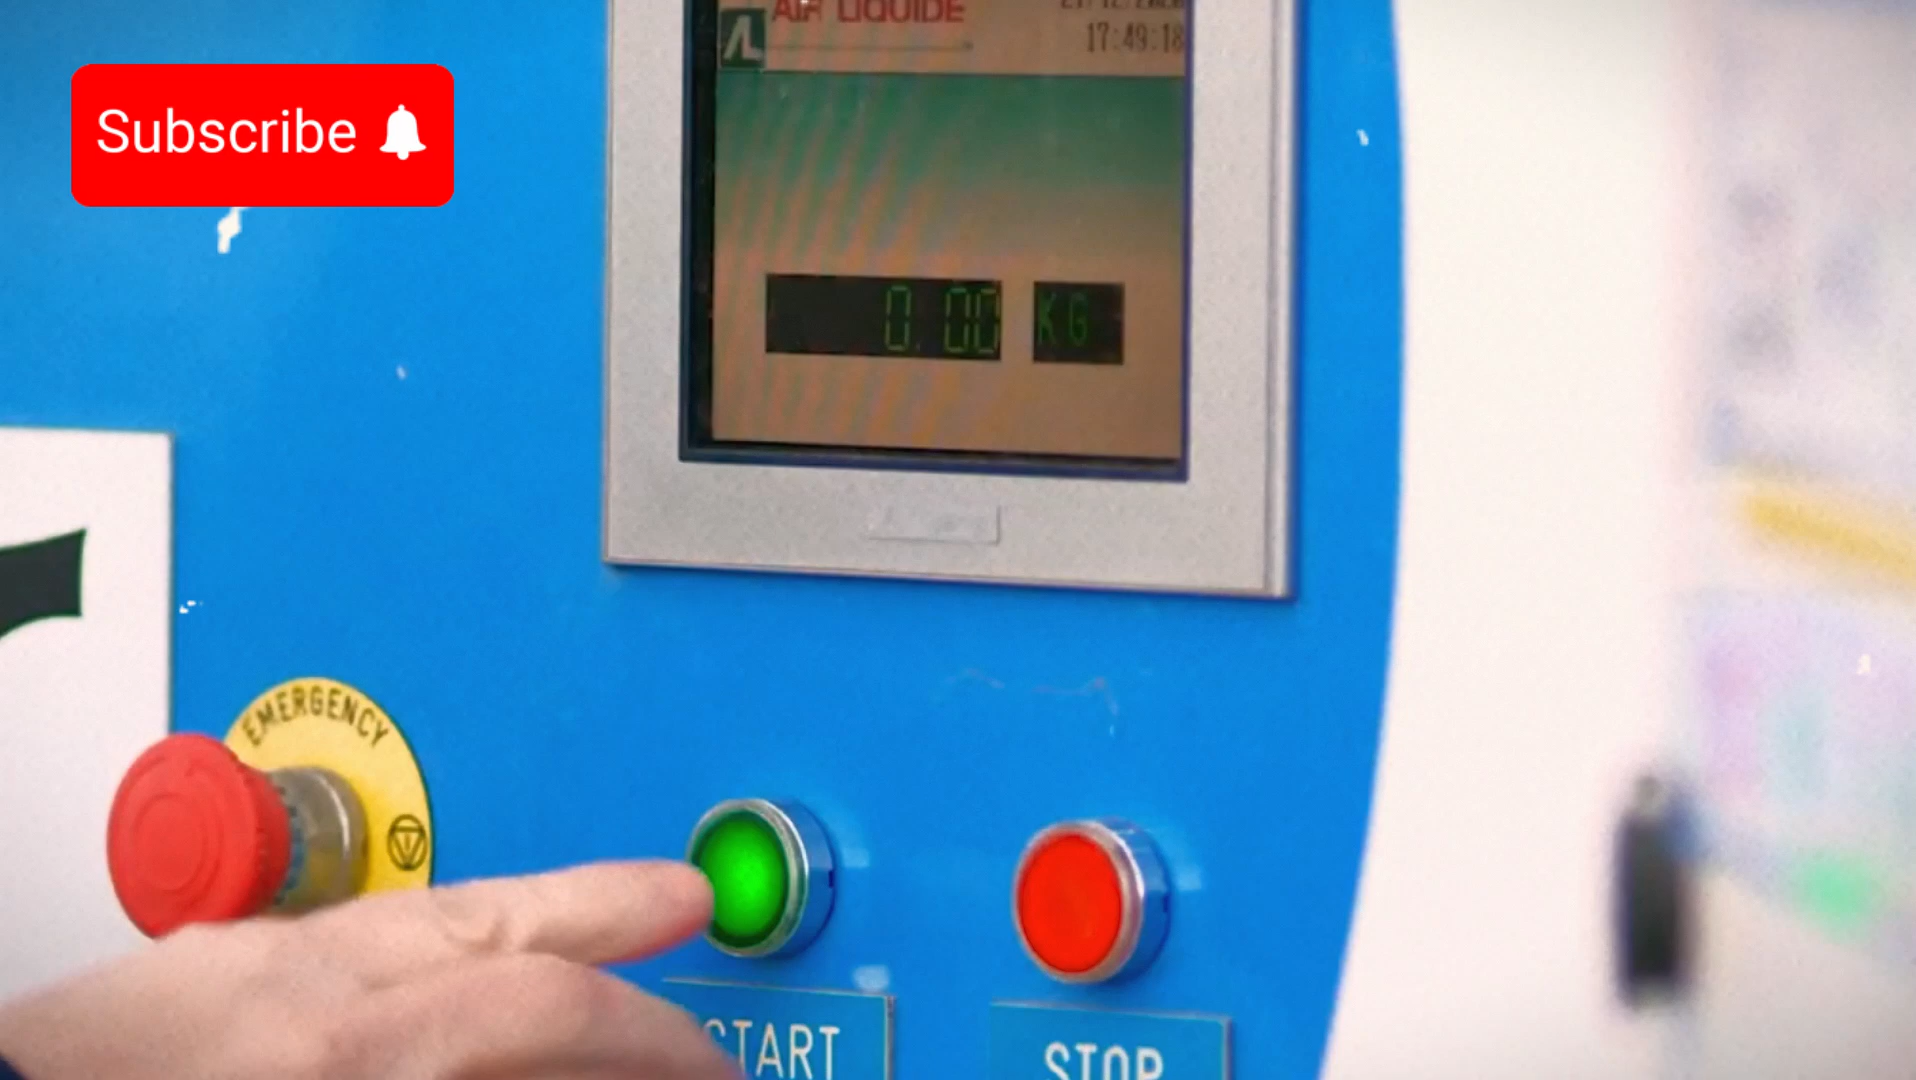 AIR LIQUIDE
17:49:18
Subscribe
0.00 KG
EMERGENCY
START
STOP